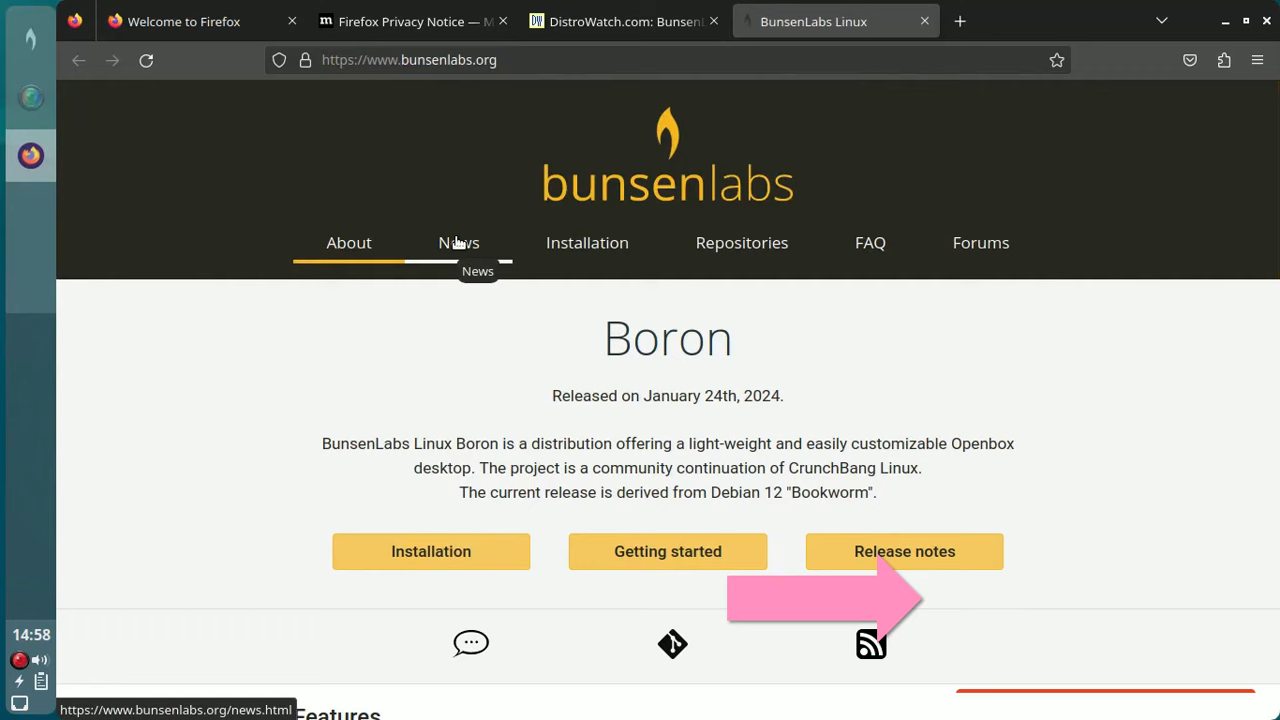 Welcome to Firefox
Firefox Privacy Notice — M
DistroWatch.com: BunsenL
BunsenLabs Linux
https://www.bunsenlabs.org
bunsenlabs
About
News
Installation
Repositories
FAQ
Forums
News
Boron
Released on January 24th, 2024.
BunsenLabs Linux Boron is a distribution offering a light-weight and easily customizable Openbox
desktop. The project is a community continuation of CrunchBang Linux.
The current release is derived from Debian 12 "Bookworm".
Installation
Getting started
Release notes
14:58
https://www.bunsenlabs.org/news.html
Features